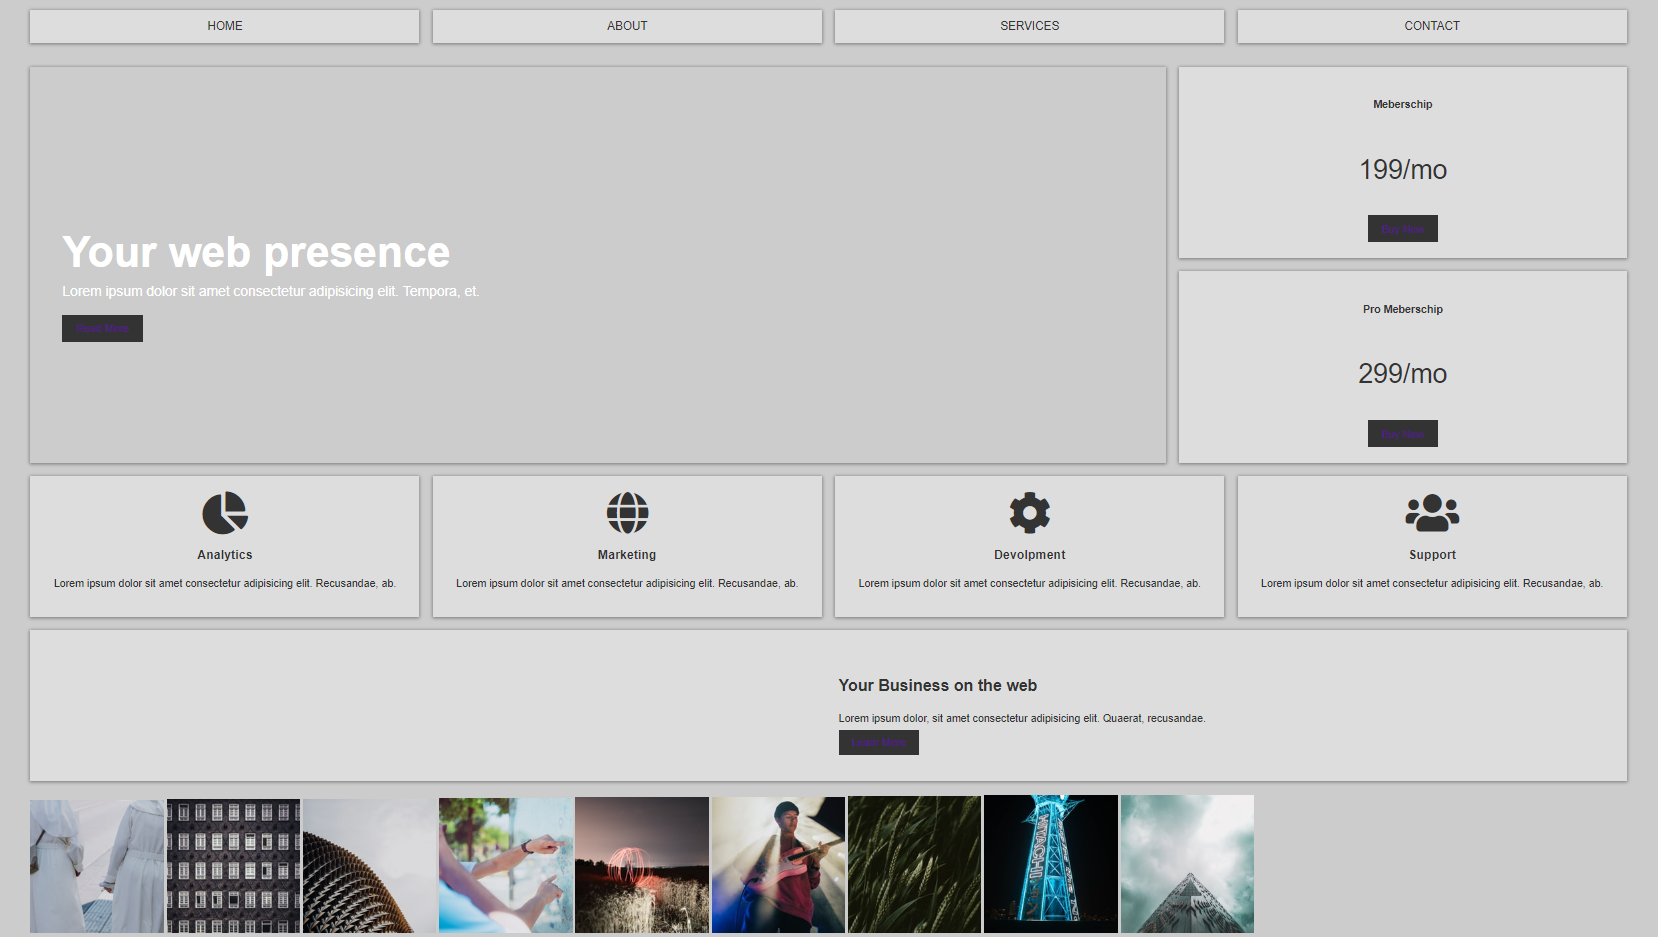 HOME
ABOUT
SERVICES
CONTACT
Your web presence
Lorem ipsum dolor sit amet consectetur adipisicing elit. Tempora, et.
Read More
Meberschip
199/mo
Buy Now
Pro Meberschip
299/mo
Buy Now
Analytics
Lorem ipsum dolor sit amet consectetur adipisicing elit. Recusandae, ab.
Marketing
Lorem ipsum dolor sit amet consectetur adipisicing elit. Recusandae, ab.
Devolpment
Lorem ipsum dolor sit amet consectetur adipisicing elit. Recusandae, ab.
Support
Lorem ipsum dolor sit amet consectetur adipisicing elit. Recusandae, ab.
Your Business on the web
Lorem ipsum dolor, sit amet consectetur adipisicing elit. Quaerat, recusandae.
Learn More
HITACHI